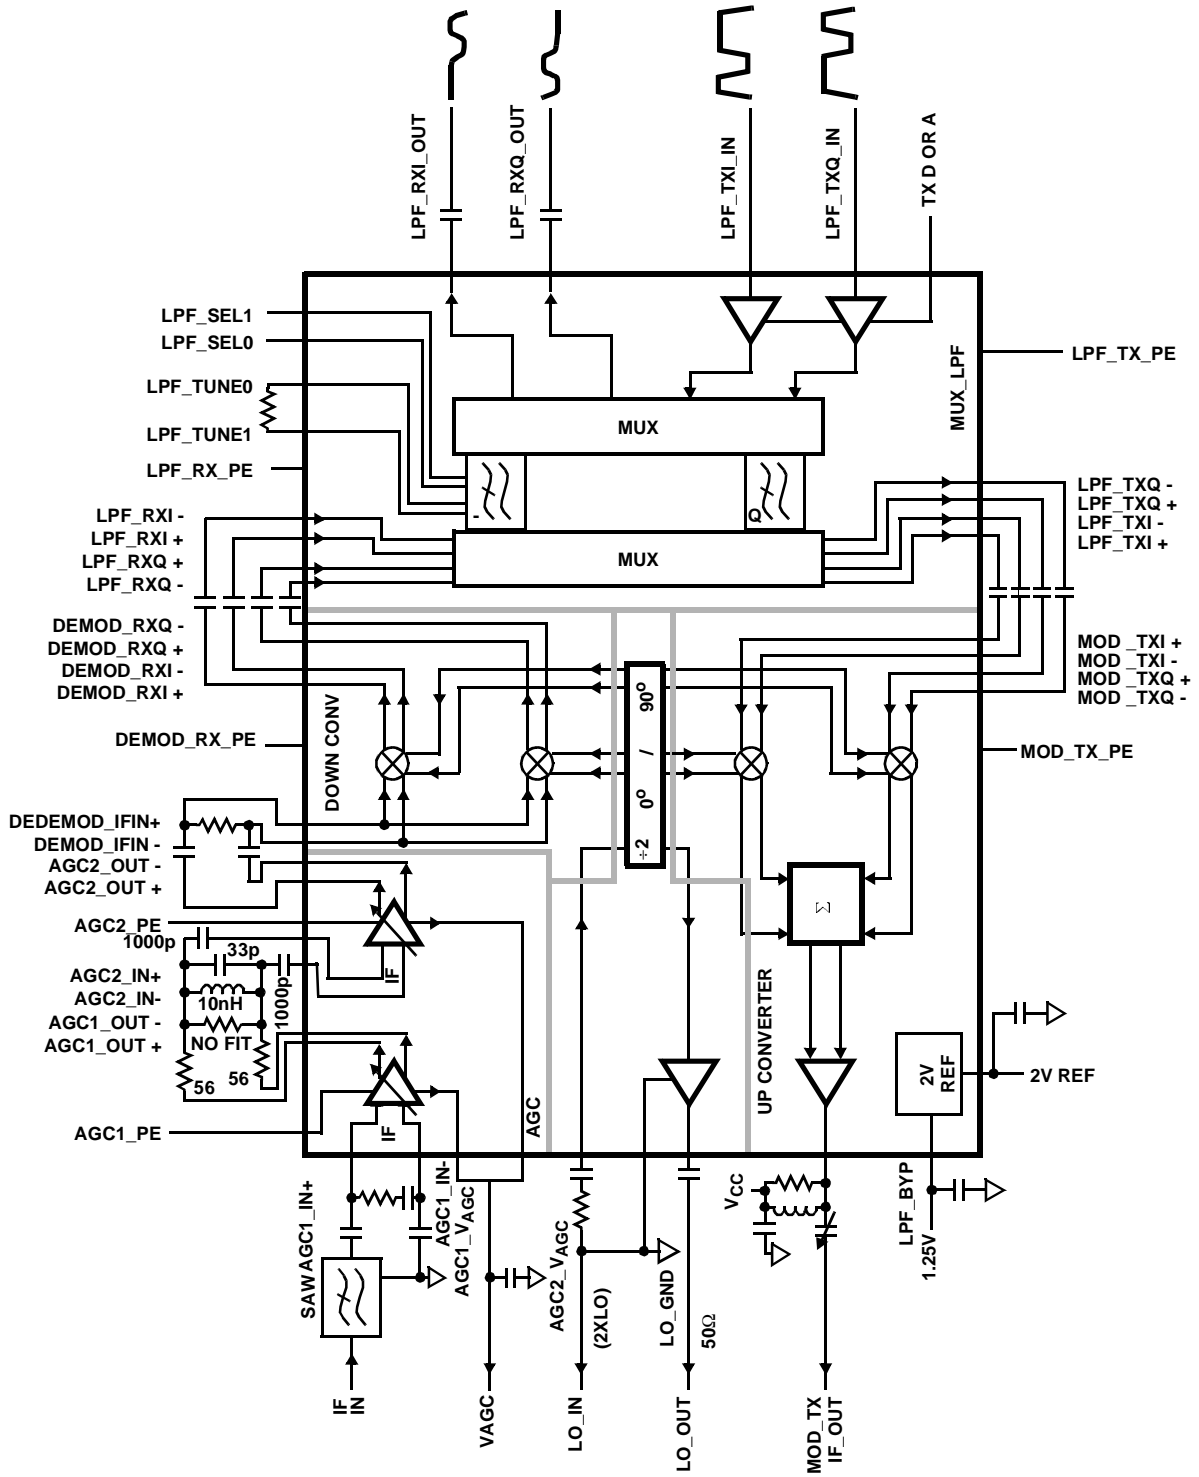 LPF_RXI_OUT
LPF_RXQ_OUT
LPF_TXI_IN
LPF_TXQ_IN
TX D OR A
LPF_SEL1
LPF_SEL0
LPF_TUNE0
LPF_TUNE1
LPF_RX_PE
MUX_LPF
LPF_TX_PE
MUX
-
Q
MUX
LPF_RXI -
LPF_RXI +
LPF_RXQ +
LPF_RXQ -
LPF_TXQ -
LPF_TXQ +
LPF_TXI -
LPF_TXI +
DEMOD_RXQ -
DEMOD_RXQ +
DEMOD_RXI -
DEMOD_RXI +
MOD _TXI +
MOD _TXI -
MOD _TXQ +
MOD _TXQ -
DEMOD_RX_PE
DOWN CONV
÷2 0o / 90o
MOD_TX_PE
DEDEMOD_IFIN+
DEMOD_IFIN -
AGC2_OUT -
AGC2_OUT +
AGC2_PE
1000p
33p
AGC2_IN+
AGC2_IN-
AGC1_OUT -
AGC1_OUT +
10nH
1000p
NO FIT
56
56
IF
AGC1_PE
IF
AGC
Σ
UP CONVERTER
2V
REF
2V REF
SAWAGC1_IN+
AGC1_IN-
AGC1_VAGC
AGC2_VAGC
(2XLO)
LO_GND
50Ω
VCC
LPF_BYP
1.25V
IF
IN
VAGC
LO_IN
LO_OUT
MOD_TX
IF_OUT